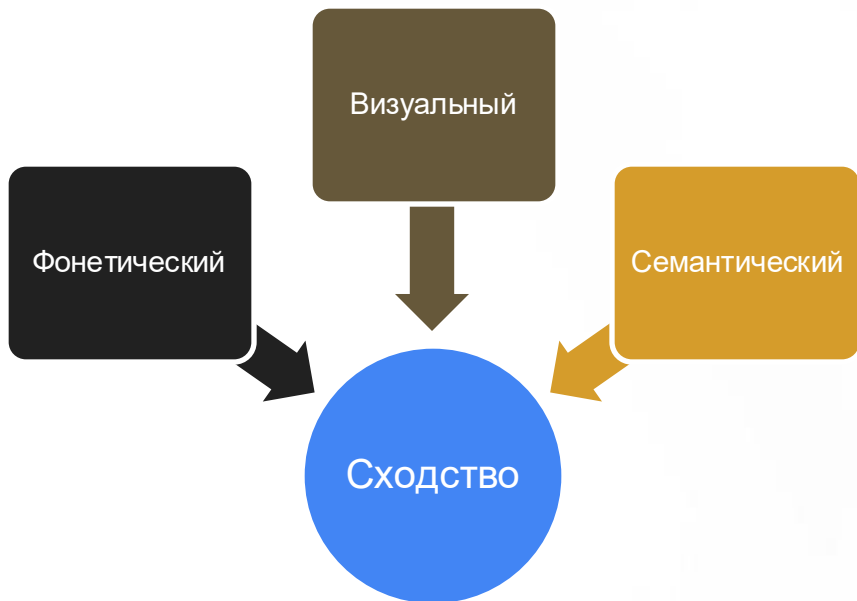 Визуальный
Фонетический
Семантический
Сходство